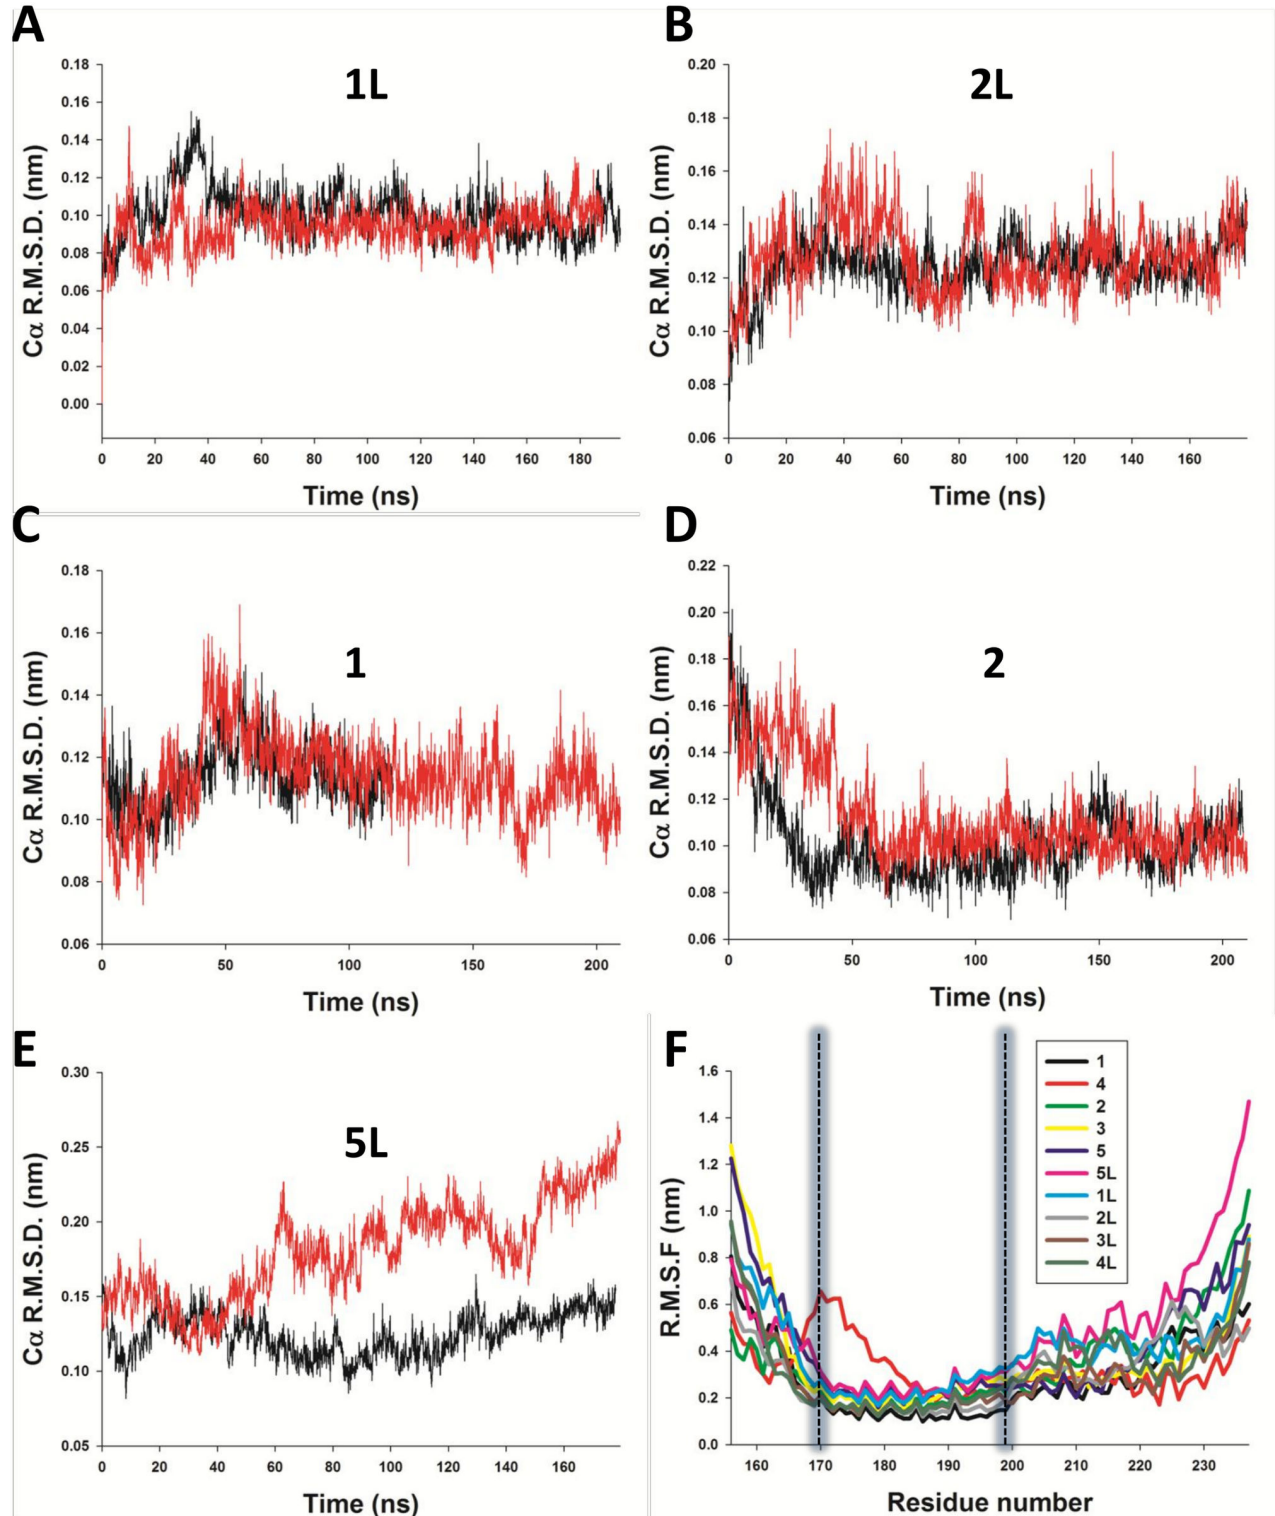 A
1L
Cα R.M.S.D. (nm)
0.18
0.16
0.14
0.12
0.10
0.08
0.06
0.04
0.02
0.00
0 20 40 60 80 100 120 140 160 180
Time (ns)
B
2L
Cα R.M.S.D. (nm)
0.20
0.18
0.16
0.14
0.12
0.10
0.08
0.06
0 20 40 60 80 100 120 140 160
Time (ns)
C
1
Cα R.M.S.D. (nm)
0.18
0.16
0.14
0.12
0.10
0.08
0.06
0 50 100 150 200
Time (ns)
D
2
Cα R.M.S.D. (nm)
0.22
0.20
0.18
0.16
0.14
0.12
0.10
0.08
0.06
0 50 100 150 200
Time (ns)
E
5L
Cα R.M.S.D. (nm)
0.30
0.25
0.20
0.15
0.10
0.05
0 20 40 60 80 100 120 140 160
Time (ns)
F
R.M.S.F (nm)
1.6
1.4
1.2
1.0
0.8
0.6
0.4
0.2
0.0
1
4
2
3
5
5L
1L
2L
3L
4L
160 170 180 190 200 210 220 230
Residue number